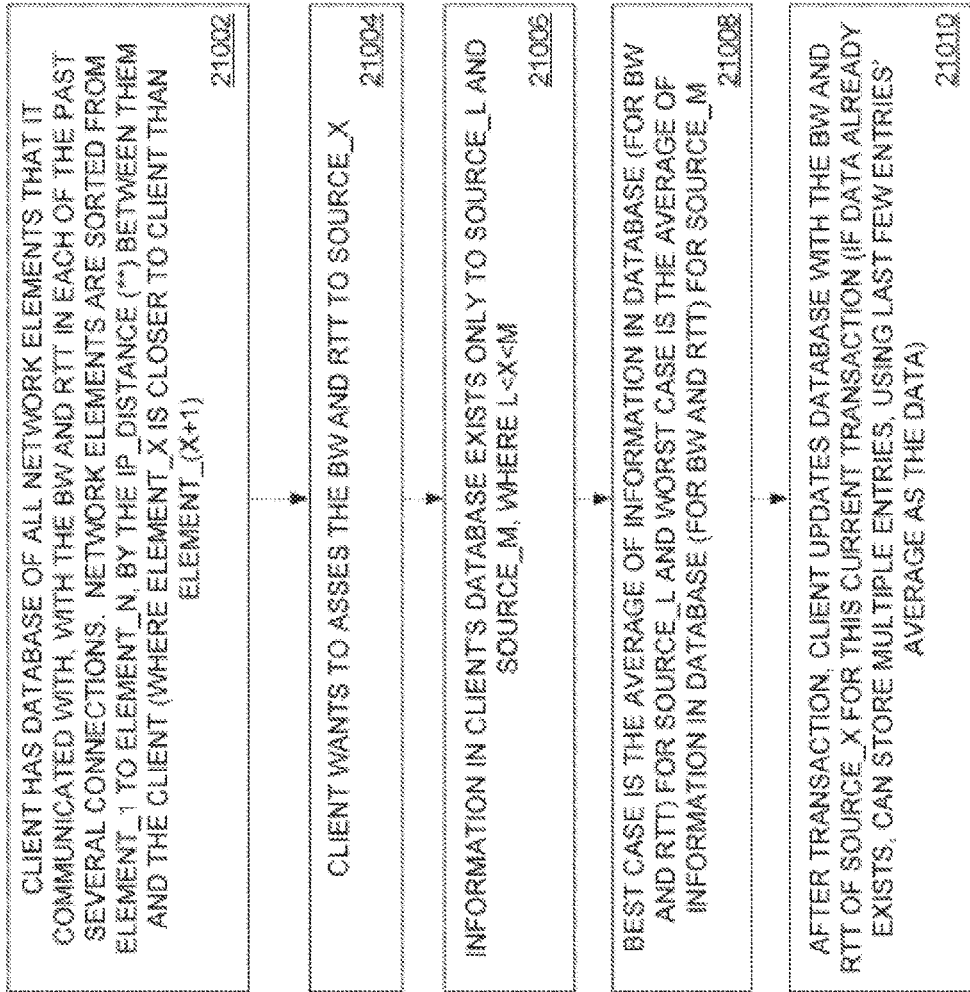 CLIENT HAS DATABASE OF ALL NETWORK ELEMENTS THAT IT
COMMUNICATED WITH, WITH THE BW AND RTT IN EACH OF THE PAST
SEVERAL CONNECTIONS. NETWORK ELEMENTS ARE SORTED FROM
ELEMENT_1 TO ELEMENT_N, BY THE IP_DISTANCE (**) BETWEEN THEM
AND THE CLIENT (WHERE ELEMENT_X IS CLOSER TO CLIENT THAN
ELEMENT_(X+1)
21002
CLIENT WANTS TO ASSES THE BW AND RTT TO SOURCE_X
21004
INFORMATION IN CLIENTS DATABASE EXISTS ONLY TO SOURCE_L AND
SOURCE_M, WHERE L<X<M
21006
BEST CASE IS THE AVERAGE OF INFORMATION IN DATABASE (FOR BW
AND RTT) FOR SOURCE_L AND WORST CASE IS THE AVERAGE OF
INFORMATION IN DATABASE (FOR BW AND RTT) FOR SOURCE_M
21008
AFTER TRANSACTION, CLIENT UPDATES DATABASE WITH THE BW AND
RTT OF SOURCE_X FOR THIS CURRENT TRANSACTION (IF DATA ALREADY
EXISTS, CAN STORE MULTIPLE ENTRIES, USING LAST FEW ENTRIES'
AVERAGE AS THE DATA)
21010